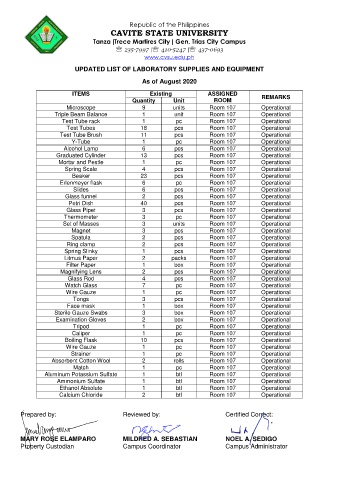 Republic of the Philippines
CAVITE STATE UNIVERSITY
Tanza |Trece Martires City | Gen. Trias City Campus
☏ 235-7997 |☏ 410-5247 |☏ 437-0693
www.cvsu.edu.ph
UPDATED LIST OF LABORATORY SUPPLIES AND EQUIPMENT
As of August 2020
ITEMS Existing ASSIGNED ROOM REMARKS
Quantity Unit
Microscope 9 units Room 107 Operational
Triple Beam Balance 1 unit Room 107 Operational
Test Tube rack 1 pc Room 107 Operational
Test Tubes 18 pcs Room 107 Operational
Test Tube Brush 11 pcs Room 107 Operational
Y-Tube 1 pc Room 107 Operational
Alcohol Lamp 6 pcs Room 107 Operational
Graduated Cylinder 13 pcs Room 107 Operational
Mortar and Pestle 1 pc Room 107 Operational
Spring Scale 4 pcs Room 107 Operational
Beaker 23 pcs Room 107 Operational
Erlenmeyer flask 6 pc Room 107 Operational
Slides 6 pcs Room 107 Operational
Glass funnel 2 pcs Room 107 Operational
Petri Dish 40 pcs Room 107 Operational
Glass Pipet 3 pcs Room 107 Operational
Thermometer 3 pc Room 107 Operational
Set of Masses 3 units Room 107 Operational
Magnet 3 pcs Room 107 Operational
Spatula 2 pcs Room 107 Operational
Ring clamp 2 pcs Room 107 Operational
Spring Slinky 1 pcs Room 107 Operational
Litmus Paper 2 packs Room 107 Operational
Filter Paper 1 box Room 107 Operational
Magnifying Lens 2 pcs Room 107 Operational
Glass Rod 4 pcs Room 107 Operational
Watch Glass 7 pc Room 107 Operational
Wire Gauze 1 pc Room 107 Operational
Tongs 3 pcs Room 107 Operational
Face mask 1 box Room 107 Operational
Sterile Gauze Swabs 3 box Room 107 Operational
Examination Gloves 2 box Room 107 Operational
Tripod 1 pc Room 107 Operational
Caliper 1 pc Room 107 Operational
Boiling Flask 10 pcs Room 107 Operational
Wire Gauze 1 pc Room 107 Operational
Strainer 1 pc Room 107 Operational
Absorbent Cotton Wool 2 rolls Room 107 Operational
Match 1 pc Room 107 Operational
Aluminum Potassium Sulfate 1 btl Room 107 Operational
Ammonium Sulfate 1 btl Room 107 Operational
Ethanol Absolute 1 btl Room 107 Operational
Calcium Chloride 2 btl Room 107 Operational
Prepared by: Reviewed by: Certified Correct:
MARY ROSE ELAMPARO MILDRED A. SEBASTIAN NOEL A. SEDIGO
Property Custodian Campus Coordinator Campus Administrator